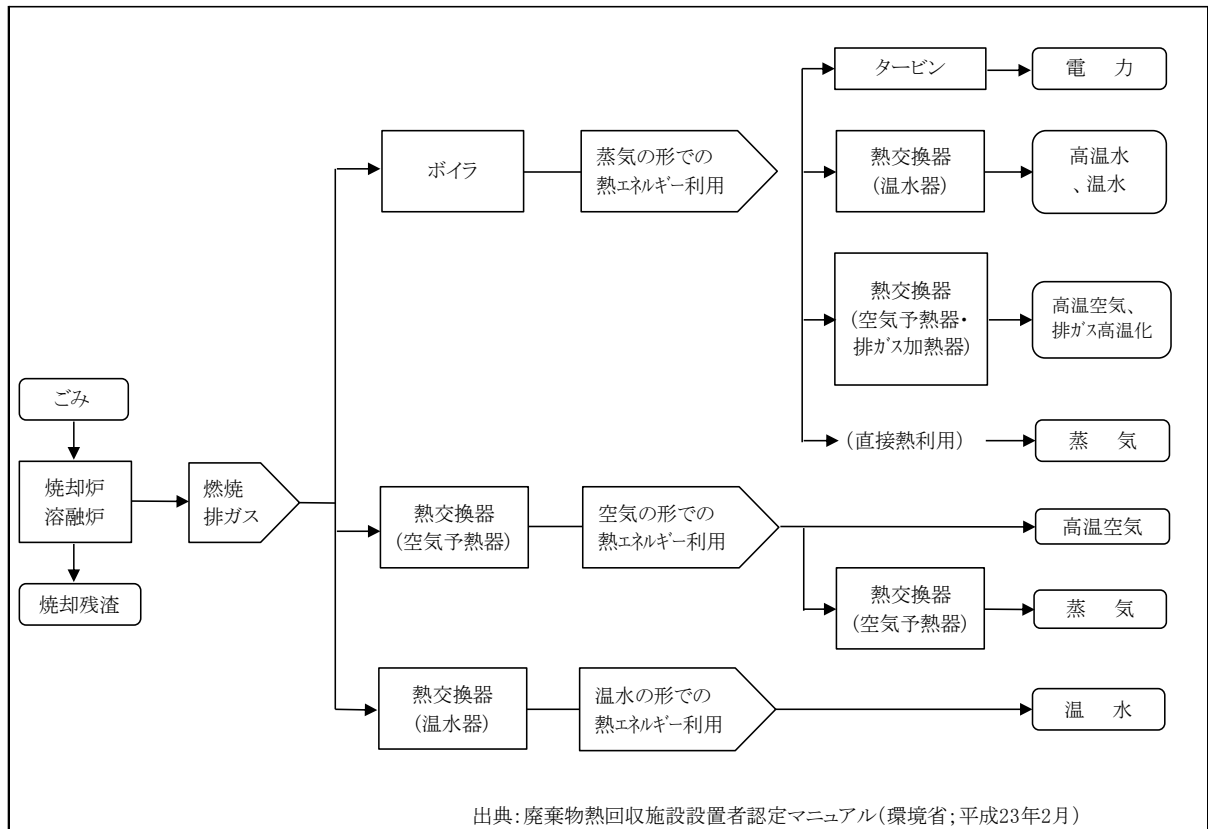 ごみ
焼却炉
溶融炉
焼却残渣
燃焼
排ガス
ボイラ
蒸気の形での
熱エネルギー利用
タービン
電 力
熱交換器
(温水器)
高温水
、温水
熱交換器
(空気予熱器・
排ガス加熱器)
高温空気、
排ガス高温化
(直接熱利用)
蒸 気
熱交換器
(空気予熱器)
空気の形での
熱エネルギー利用
高温空気
熱交換器
(空気予熱器)
蒸 気
熱交換器
(温水器)
温水の形での
熱エネルギー利用
温 水
出典:廃棄物熱回収施設設置者認定マニュアル(環境省;平成23年2月)